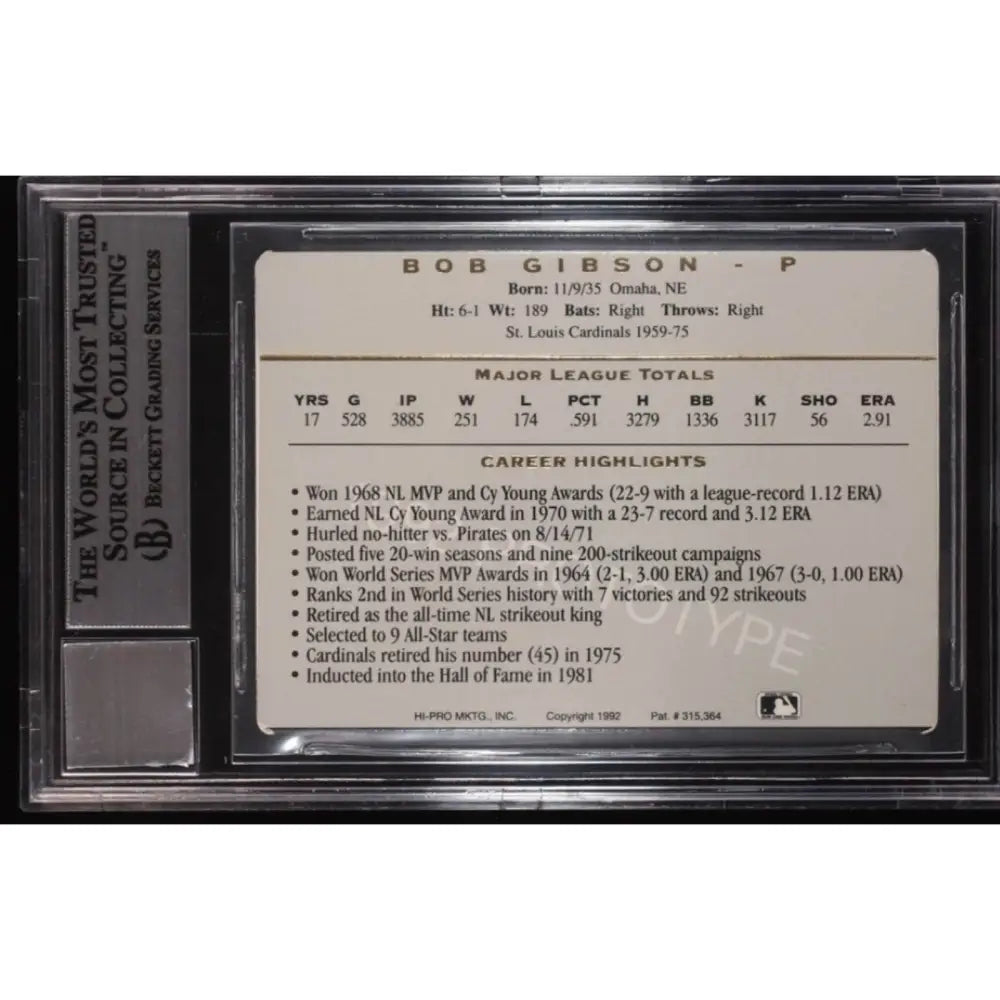 THE WORLD'S MOST TRUSTED
SOURCE IN COLLECTING™
B BECKETT GRADING SERVICES
BOB GIBSON - P
Born: 11/9/35 Omaha, NE
Ht: 6-1 Wt: 189 Bats: Right Throws: Right
St. Louis Cardinals 1959-75
MAJOR LEAGUE TOTALS
YRS G IP W L PCT H BB K SHO ERA
17 528 3885 251 174 .591 3279 1336 3117 56 2.91
CAREER HIGHLIGHTS
• Won 1968 NL MVP and Cy Young Awards (22-9 with a league-record 1.12 ERA)
• Earned NL Cy Young Award in 1970 with a 23-7 record and 3.12 ERA
• Hurled no-hitter vs. Pirates on 8/14/71
• Posted five 20-win seasons and nine 200-strikeout campaigns
• Won World Series MVP Awards in 1964 (2-1, 3.00 ERA) and 1967 (3-0, 1.00 ERA)
• Ranks 2nd in World Series history with 7 victories and 92 strikeouts
• Retired as the all-time NL strikeout king
• Selected to 9 All-Star teams
• Cardinals retired his number (45) in 1975
• Inducted into the Hall of Fame in 1981
PROTOTYPE
HI-PRO MKTG., INC. Copyright 1992 Pat. # 315,364